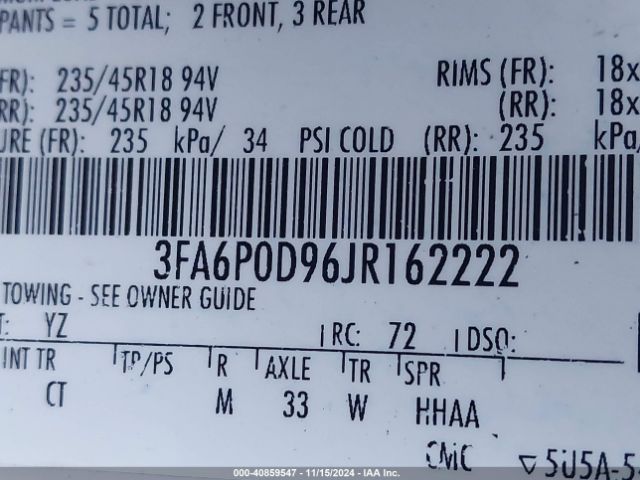 PANTS = 5 TOTAL; 2 FRONT, 3 REAR
FR): 235/45R18 94V RIMS (FR): 18x
RR): 235/45R18 94V (RR): 18x
URE (FR): 235 kPa/ 34 PSI COLD (RR): 235 kPa/
3FA6P0D96JR162222
TOWING - SEE OWNER GUIDE
T: YZ RC: 72 DSO:
INT TR TP/PS R AXLE TR SPR
CT M 33 W HHAA
CMC 5U5A-5
000-40859547 - 11/15/2024 - IAA Inc.